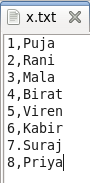 x.txt
1,Puja
2,Rani
3,Mala
4,Birat
5,Viren
6,Kabir
7.Suraj
8,Priya